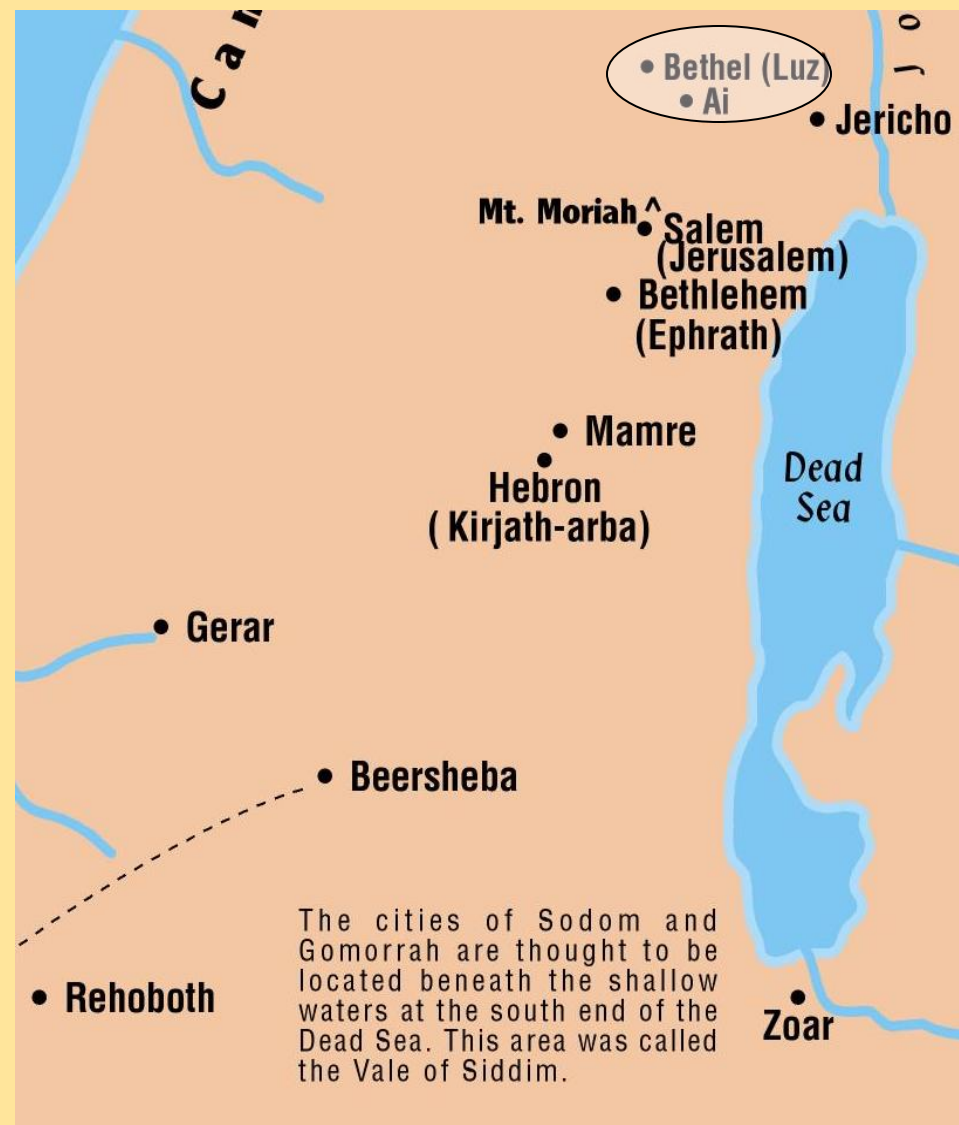 Can
Jo
Bethel (Luz)
Ai
Jericho
Mt. Moriah ^
Salem
(Jerusalem)
Bethlehem
(Ephrath)
Mamre
Hebron
( Kirjath-arba)
Dead
Sea
Gerar
Beersheba
Rehoboth
Zoar
The cities of Sodom and
Gomorrah are thought to be
located beneath the shallow
waters at the south end of the
Dead Sea. This area was called
the Vale of Siddim.